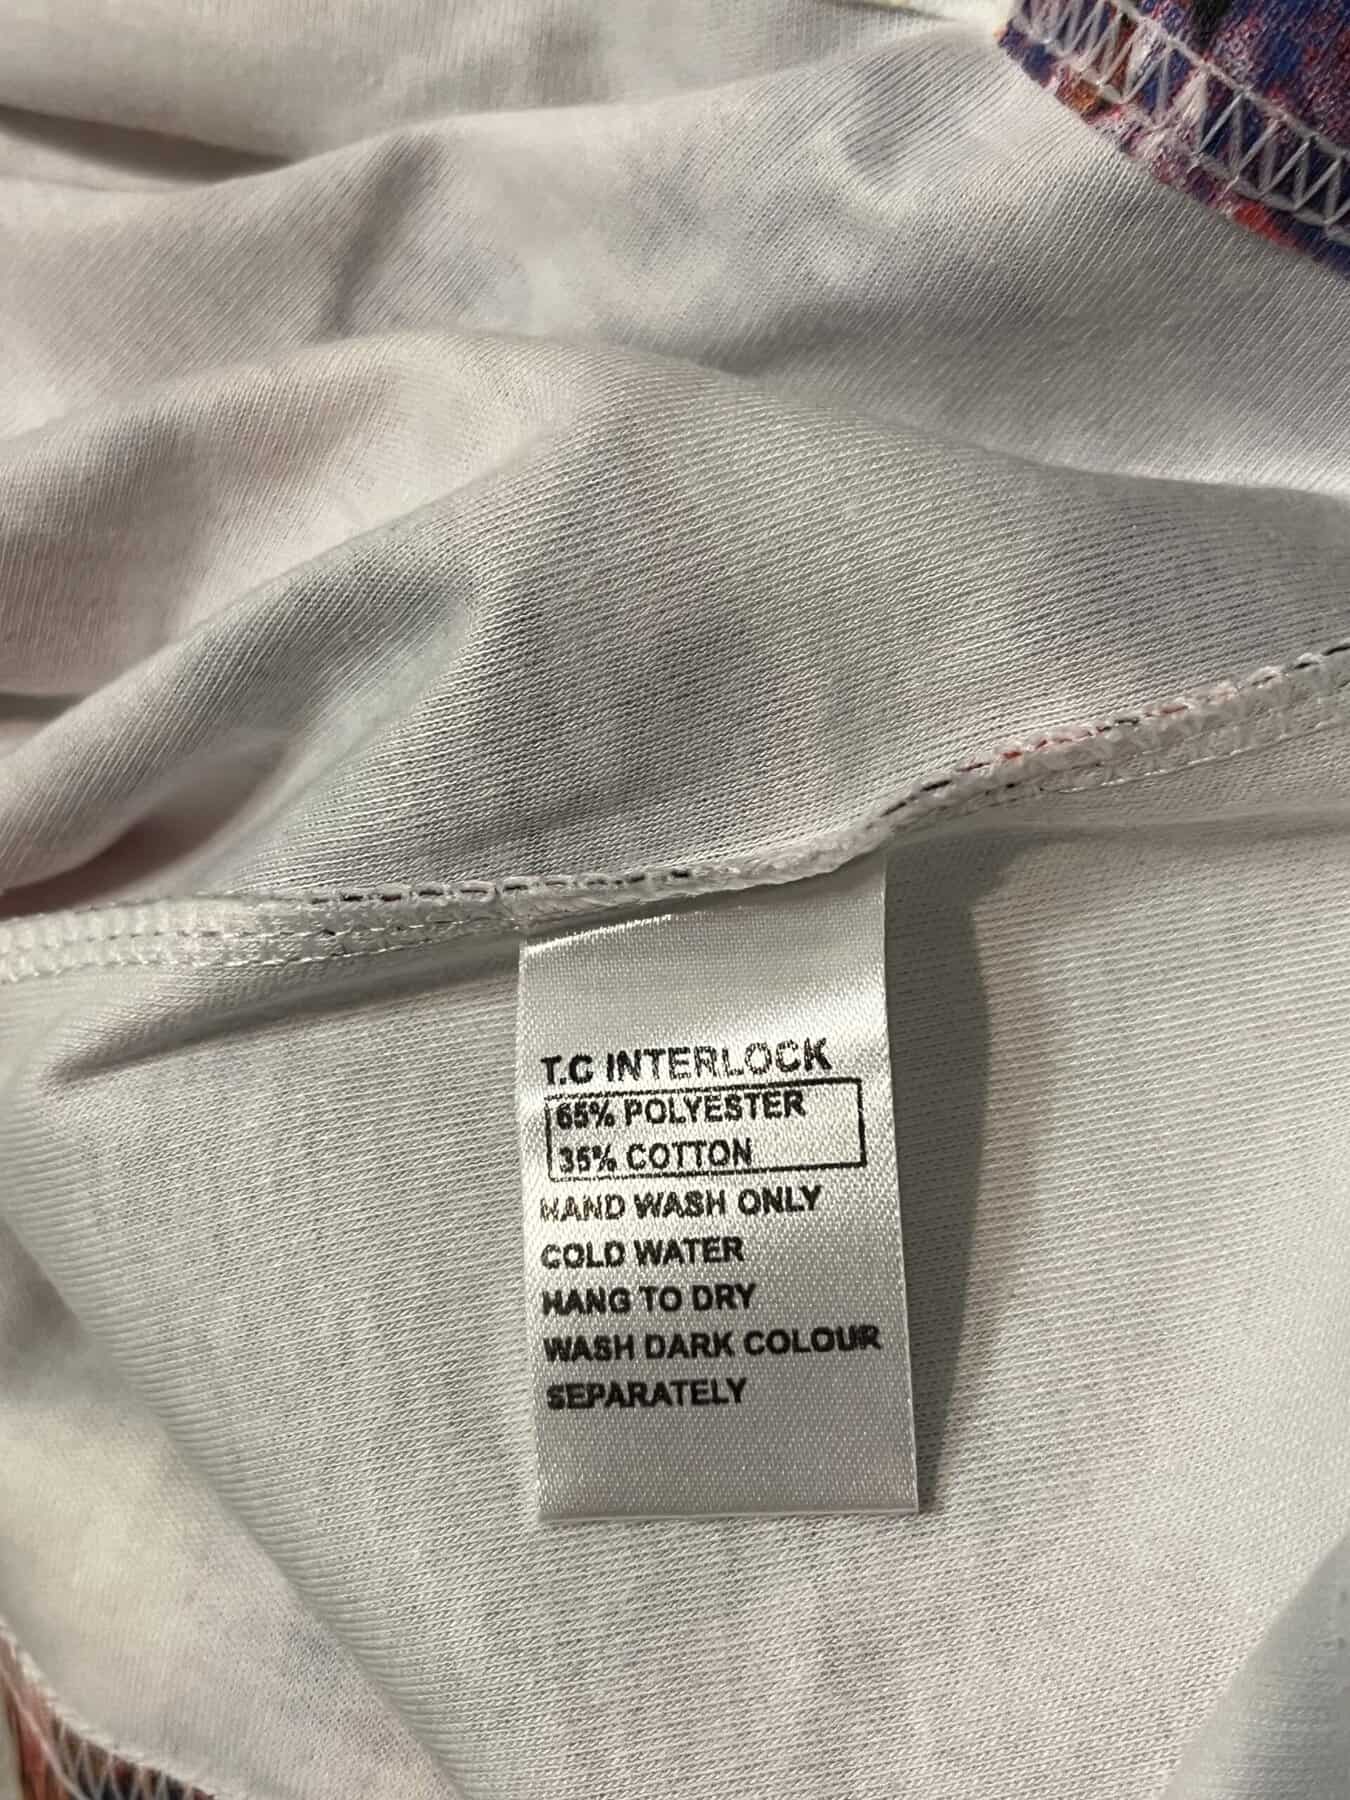 T.C INTERLOCK
65% POLYESTER
35% COTTON
HAND WASH ONLY
COLD WATER
HANG TO DRY
WASH DARK COLOUR
SEPARATELY